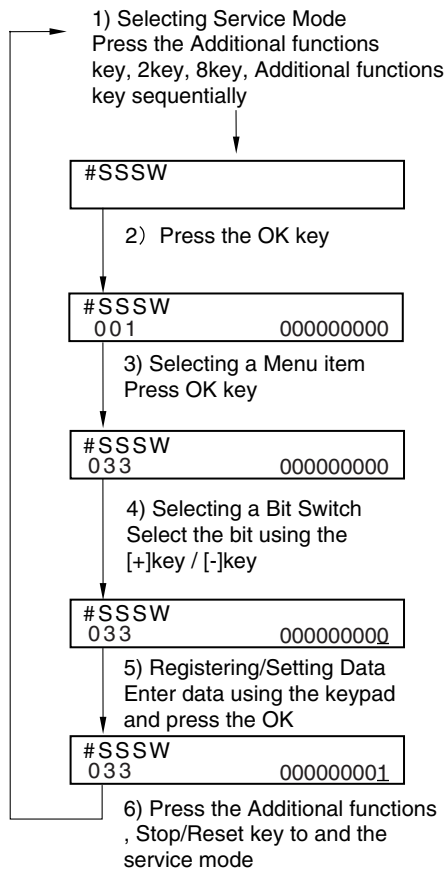 1) Selecting Service Mode
Press the Additional functions
key, 2key, 8key, Additional functions
key sequentially
#SSSW
2) Press the OK key
#SSSW
001 000000000
3) Selecting a Menu item
Press OK key
#SSSW
033 000000000
4) Selecting a Bit Switch
Select the bit using the
[+]key / [-]key
#SSSW
033 000000000
5) Registering/Setting Data
Enter data using the keypad
and press the OK
#SSSW
033 000000001
6) Press the Additional functions
, Stop/Reset key to and the
service mode